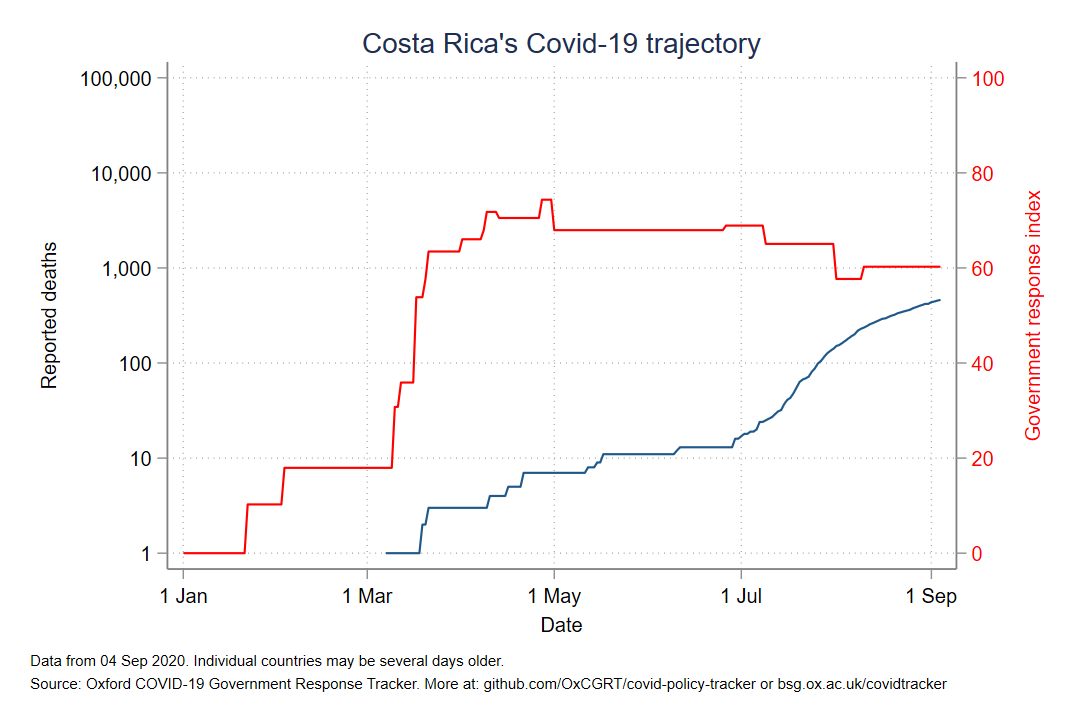 Costa Rica's Covid-19 trajectory
100,000
10,000
1,000
100
10
1
Reported deaths
100
80
60
40
20
0
Government response index
1 Jan 1 Mar 1 May 1 Jul 1 Sep
Date
Data from 04 Sep 2020. Individual countries may be several days older.
Source: Oxford COVID-19 Government Response Tracker. More at: github.com/OxCGRT/covid-policy-tracker or bsg.ox.ac.uk/covidtracker